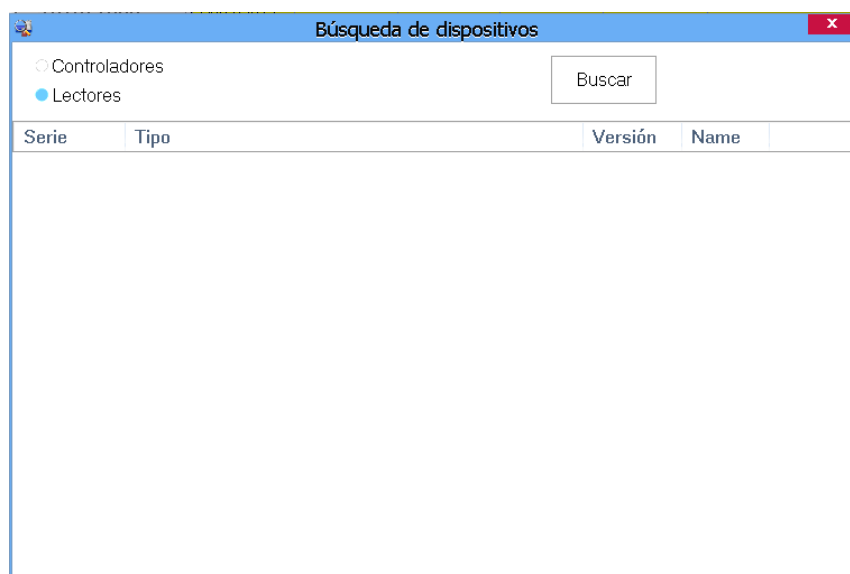 Búsqueda de dispositivos
x
Controladores
Lectores
Buscar
Serie Tipo Versión Name